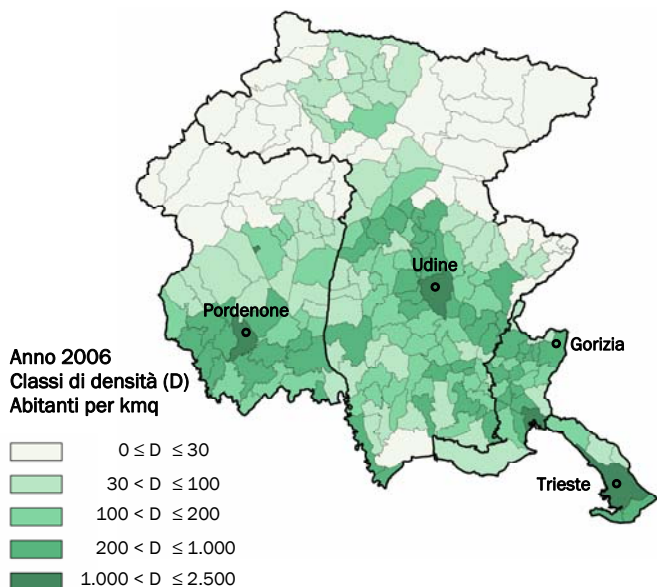 Udine
Pordenone
Gorizia
Trieste
Anno 2006
Classi di densità (D)
Abitanti per kmq
0 ≤ D ≤ 30
30 < D ≤ 100
100 < D ≤ 200
200 < D ≤ 1.000
1.000 < D ≤ 2.500